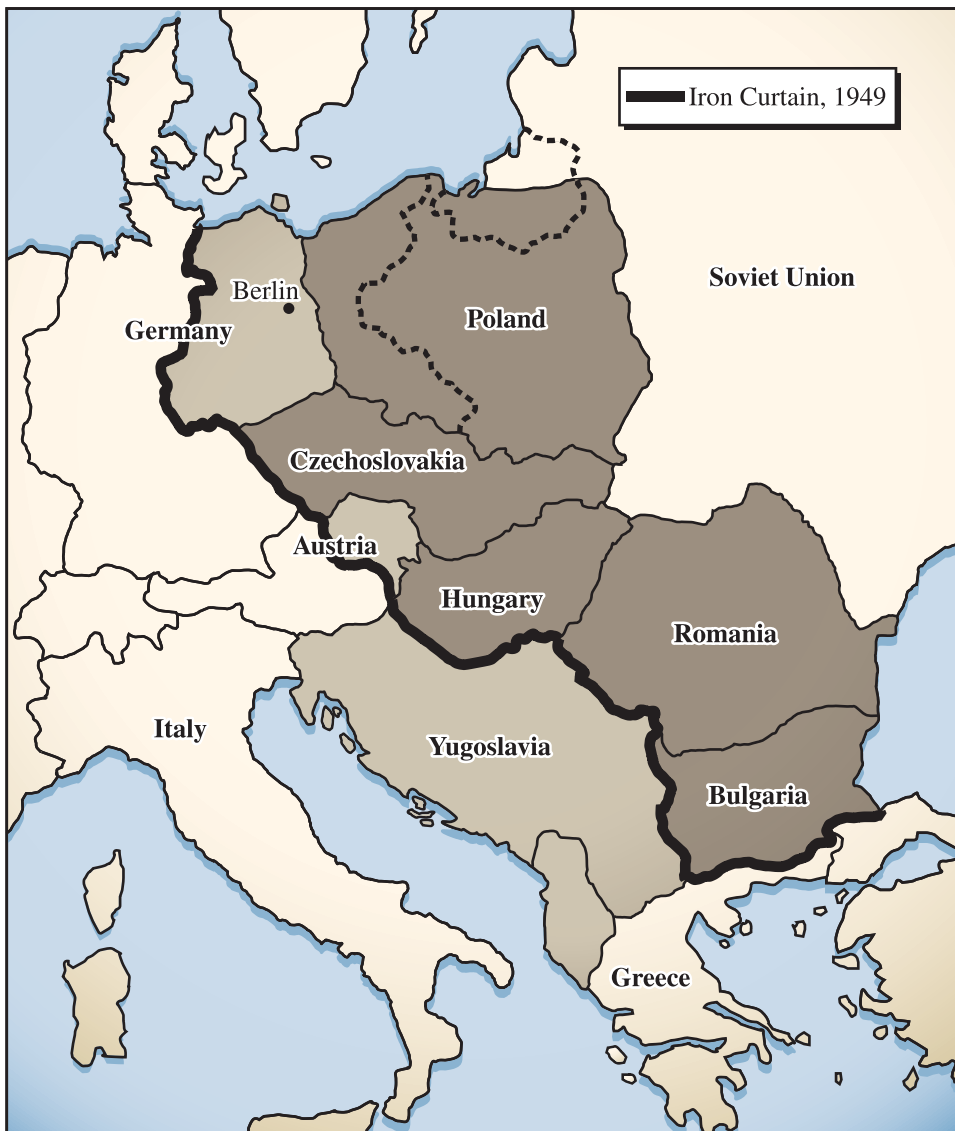 Iron Curtain, 1949
Soviet Union
Berlin
Germany
Poland
Czechoslovakia
Austria
Hungary
Romania
Italy
Yugoslavia
Bulgaria
Greece